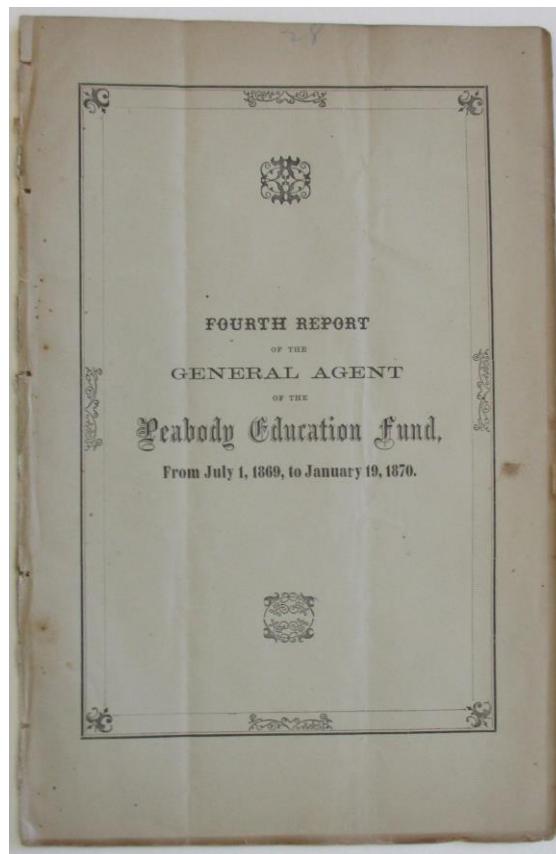 28
FOURTH REPORT
OF THE
GENERAL AGENT
OF THE
Peabody Education Fund,
From July 1, 1869, to January 19, 1870.